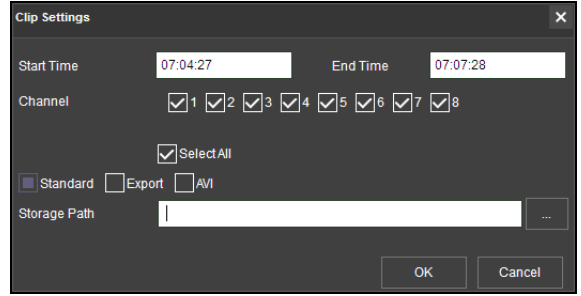 Clip Settings
Start Time 07:04:27 End Time 07:07:28
Channel 1 2 3 4 5 6 7 8
Select All
Standard Export AVI
Storage Path ...
OK Cancel